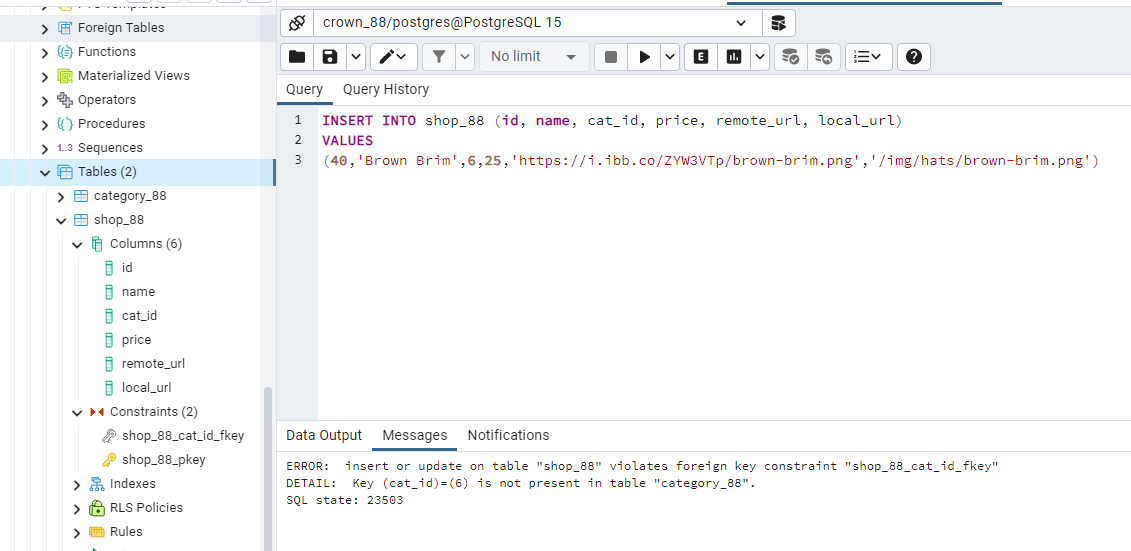 Foreign Tables
Functions
Materialized Views
Operators
Procedures
1..3 Sequences
Tables (2)
category_88
shop_88
Columns (6)
id
name
cat_id
price
remote_url
local_url
Constraints (2)
shop_88_cat_id_fkey
shop_88_pkey
Indexes
RLS Policies
Rules
crown_88/postgres@PostgreSQL 15
No limit
E
Query Query History
1 INSERT INTO shop_88 (id, name, cat_id, price, remote_url, local_url)
2 VALUES
3 (40,'Brown Brim',6,25,'https://i.ibb.co/ZYW3VTp/brown-brim.png','/img/hats/brown-brim.png')
Data Output Messages Notifications
ERROR:  insert or update on table "shop_88" violates foreign key constraint "shop_88_cat_id_fkey"
DETAIL:  Key (cat_id)=(6) is not present in table "category_88".
SQL state: 23503